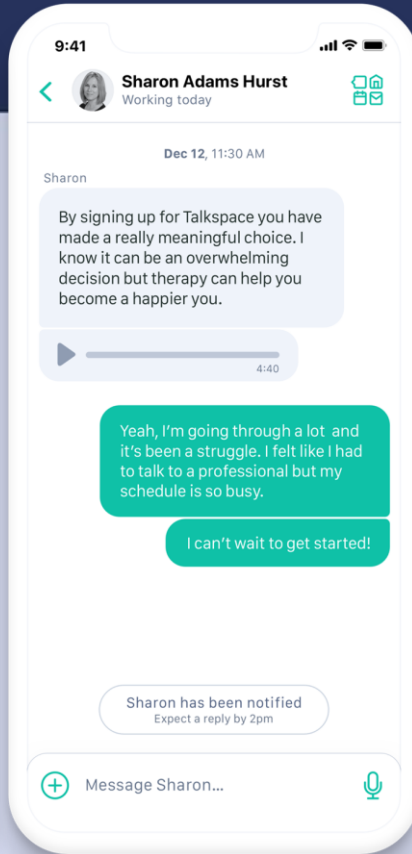 9:41
Sharon Adams Hurst
Working today
Dec 12, 11:30 AM
Sharon
By signing up for Talkspace you have
made a really meaningful choice. I
know it can be an overwhelming
decision but therapy can help you
become a happier you.
4:40
Yeah, I’m going through a lot and
it’s been a struggle. I felt like I had
to talk to a professional but my
schedule is so busy.
I can’t wait to get started!
Sharon has been notified
Expect a reply by 2pm
Message Sharon...